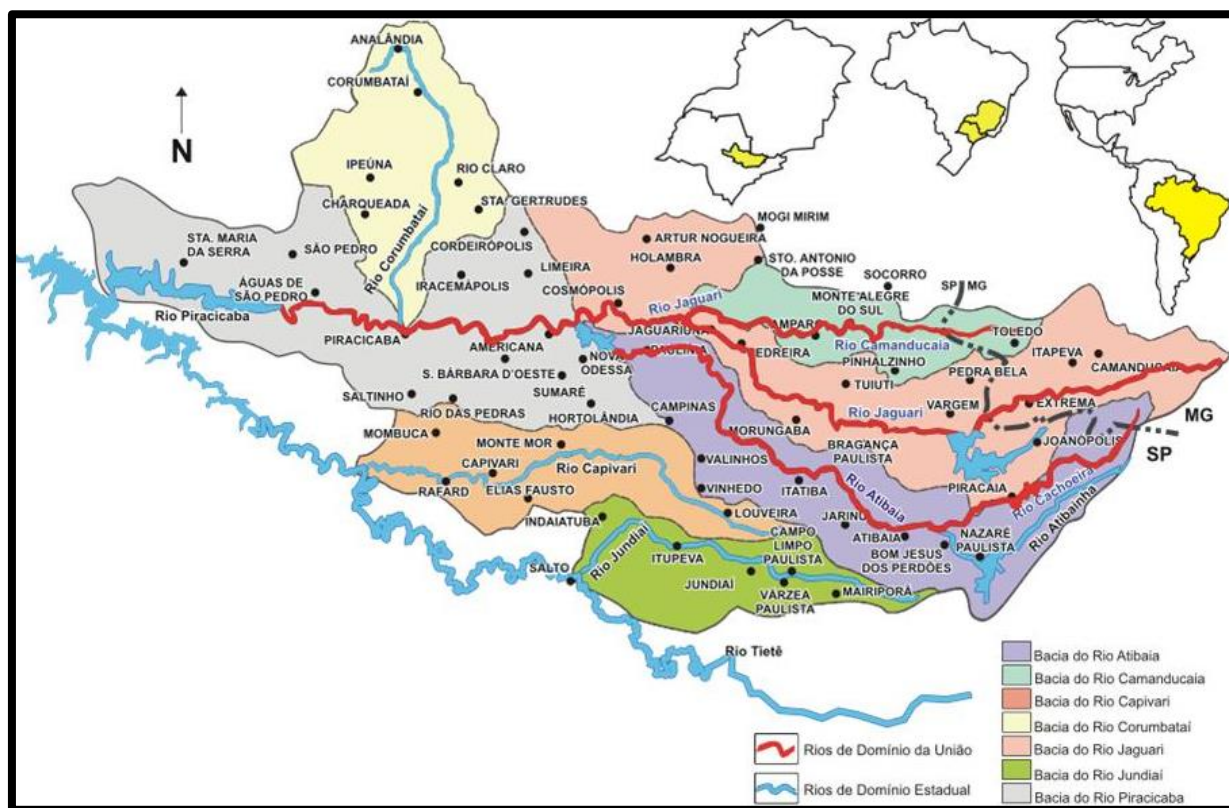 ANALÂNDIA
CORUMBATAÍ
N
IPEÚNA
RIO CLARO
CHARQUEADA
STA. GERTRUDES
Rio Corumbataí
MOGI MIRIM
ARTUR NOGUEIRA
HOLAMBRA
STO. ANTONIO
DA POSSE
STA. MARIA
DA SERRA
SÃO PEDRO
CORDEIRÓPOLIS
LIMEIRA
IRACEMÁPOLIS
COSMÓPOLIS
SOCORRO
SP MG
MONTE ALEGRE
DO SUL
Rio Jaguari
ÁGUAS DE
SÃO PEDRO
Rio Piracicaba
PIRACICABA
AMERICANA
JAGUARIUNA
AMPARO
TOLEDO
Rio Camanducaia
PAULÍNIA
EDREIRA
PINHALZINHO
PEDRA BELA
ITAPEVA
CAMANDUCAIA
NOVA
ODESSA
S. BÁRBARA D'OESTE
SUMARÉ
TUIUTI
SALTINHO
RIO DAS PEDRAS
HORTOLÂNDIA
CAMPINAS
Rio Jaguari
VARGEM
EXTREMA
MG
SP
MOMBUCA
MONTE MOR
MORUNGABA
BRAGANÇA
PAULISTA
JOANÓPOLIS
CAPIVARI
Rio Capivari
VALINHOS
RAFARD
ELIAS FAUSTO
VINHEDO
ITATIBA
Rio Atibaia
PIRACAIA
Rio Cachoeira
Rio Atibainha
INDAIATUBA
LOUVEIRA
JARINU
ATIBAIA
NAZARÉ
PAULISTA
CAMPO
LIMPO
PAULISTA
BOM JESUS
DOS PERDÕES
Rio Jundiaí
ITUPEVA
SALTO
JUNDIAÍ
VÁRZEA
PAULISTA
MAIRIPORÃ
Rio Tietê
Rios de Domínio da União
Rios de Domínio Estadual
Bacia do Rio Atibaia
Bacia do Rio Camanducaia
Bacia do Rio Capivari
Bacia do Rio Corumbataí
Bacia do Rio Jaguari
Bacia do Rio Jundiaí
Bacia do Rio Piracicaba